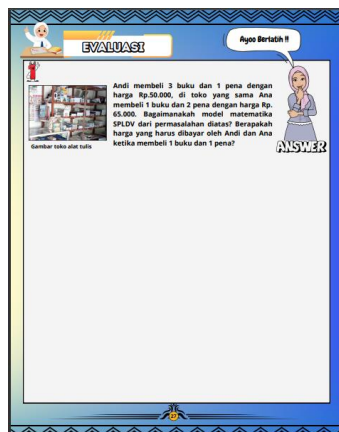 EVALUASI
Ayoo Berlatih !!
Andi membeli 3 buku dan 1 pena dengan
harga Rp.50.000, di toko yang sama Ana
membeli 1 buku dan 2 pena dengan harga Rp.
65.000. Bagaimanakah model matematika
SPLDV dari permasalahan diatas? Berapakah
harga yang harus dibayar oleh Andi dan Ana
ketika membeli 1 buku dan 1 pena?
Gambar toko alat tulis
ANSWER
27